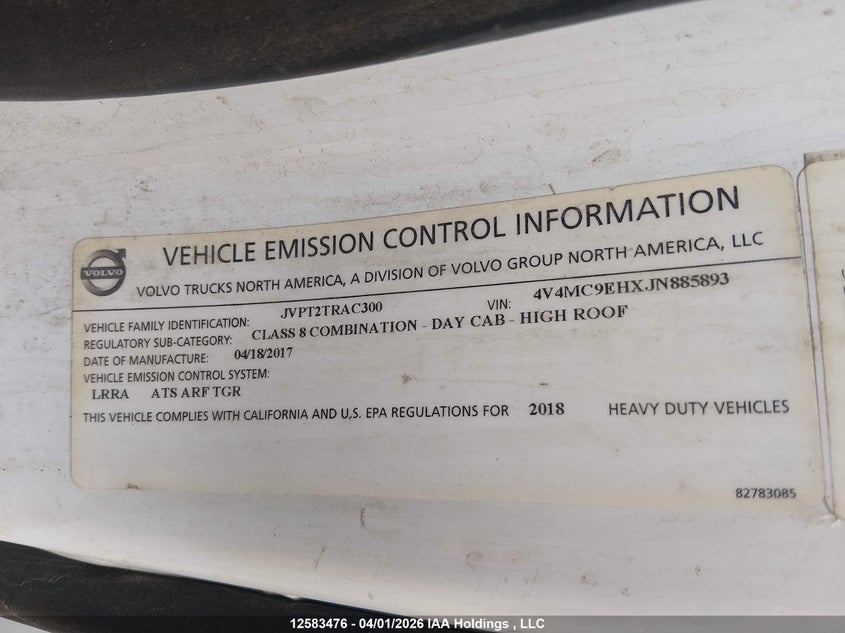 VOLVO
VEHICLE EMISSION CONTROL INFORMATION
VOLVO TRUCKS NORTH AMERICA, A DIVISION OF VOLVO GROUP NORTH AMERICA, LLC
VEHICLE FAMILY IDENTIFICATION: JVPT2TRAC300 VIN: 4V4MC9EHXJN885893
REGULATORY SUB-CATEGORY: CLASS 8 COMBINATION - DAY CAB - HIGH ROOF
DATE OF MANUFACTURE: 04/18/2017
VEHICLE EMISSION CONTROL SYSTEM:
LRRA ATS ARF TGR
THIS VEHICLE COMPLIES WITH CALIFORNIA AND U.S. EPA REGULATIONS FOR 2018 HEAVY DUTY VEHICLES
82783085
12583476 - 04/01/2026 IAA Holdings , LLC